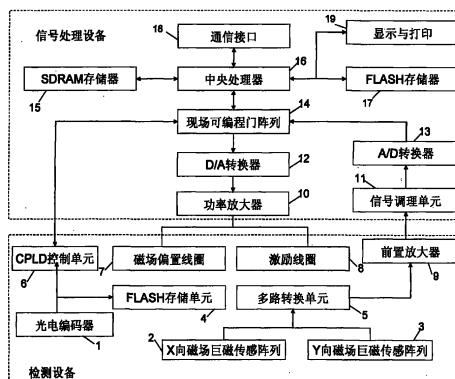 信号处理设备
18
通信接口
19
显示与打印
SDRAM存储器
15
中央处理器
16
FLASH存储器
17
现场可编程门阵列
14
A/D转换器
13
D/A转换器
12
信号调理单元
11
功率放大器
10
CPLD控制单元
6
磁场偏置线圈
7
激励线圈
8
前置放大器
9
FLASH存储单元
4
多路转换单元
5
光电编码器
1
2
X向磁场巨磁传感阵列
3
Y向磁场巨磁传感阵列
检测设备